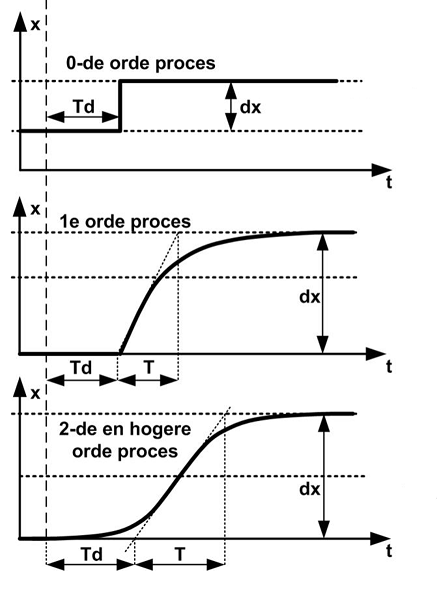 x
0-de orde proces
Td
dx
t
x
1e orde proces
dx
Td
T
t
x
2-de en hogere
orde proces
dx
Td
T
t